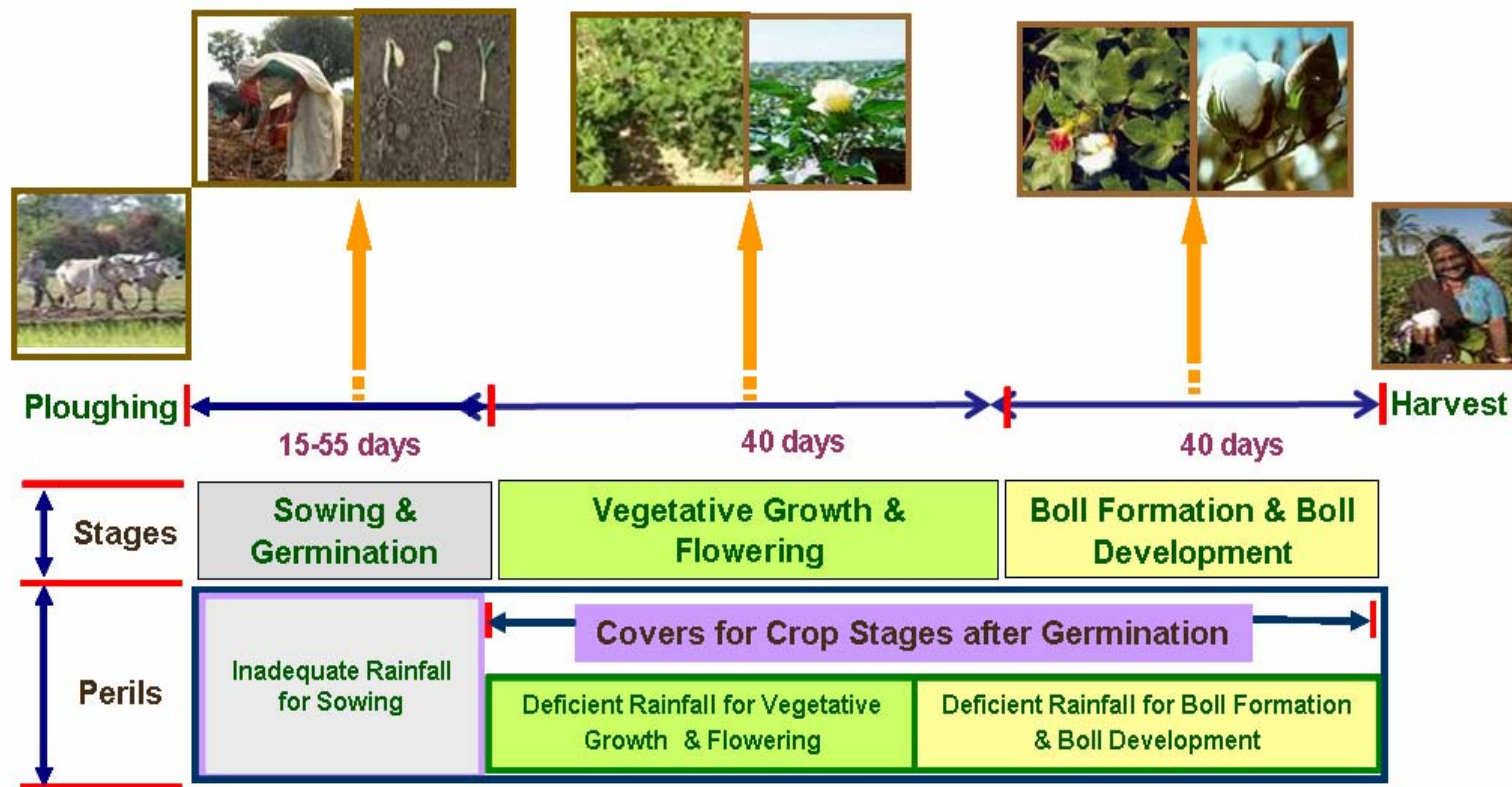 Ploughing
Harvest
15-55 days
40 days
40 days
Stages
Sowing &
Germination
Vegetative Growth &
Flowering
Boll Formation & Boll
Development
Perils
Inadequate Rainfall
for Sowing
Covers for Crop Stages after Germination
Deficient Rainfall for Vegetative
Growth & Flowering
Deficient Rainfall for Boll Formation
& Boll Development